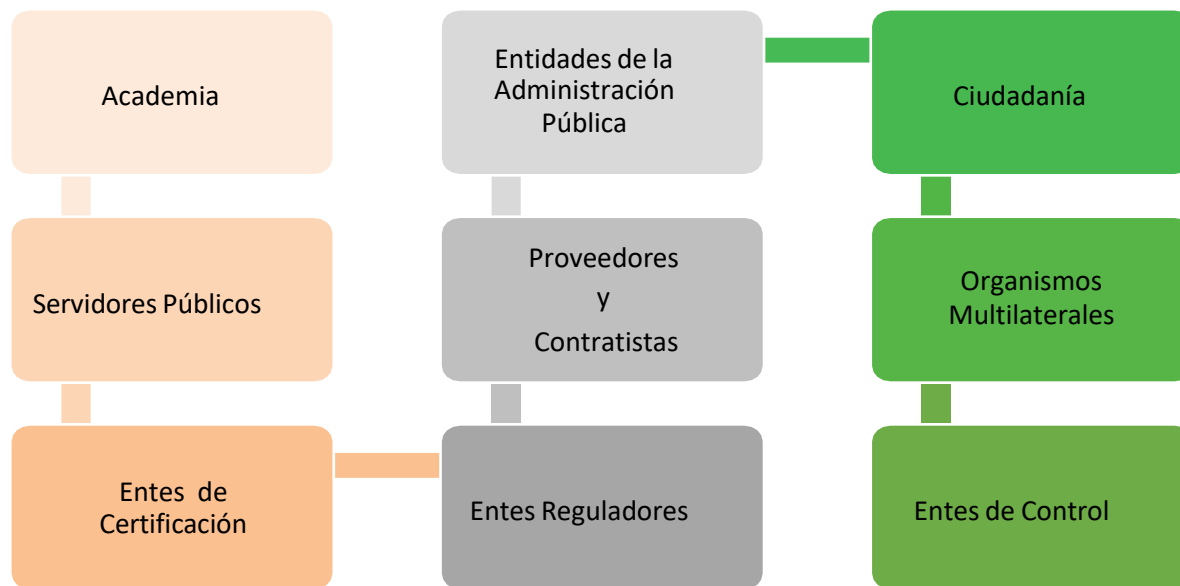 Academia
Servidores Públicos
Entes de
Certificación
Entes Reguladores
Proveedores
y
Contratistas
Entidades de la
Administración
Pública
Ciudadanía
Organismos
Multilaterales
Entes de Control